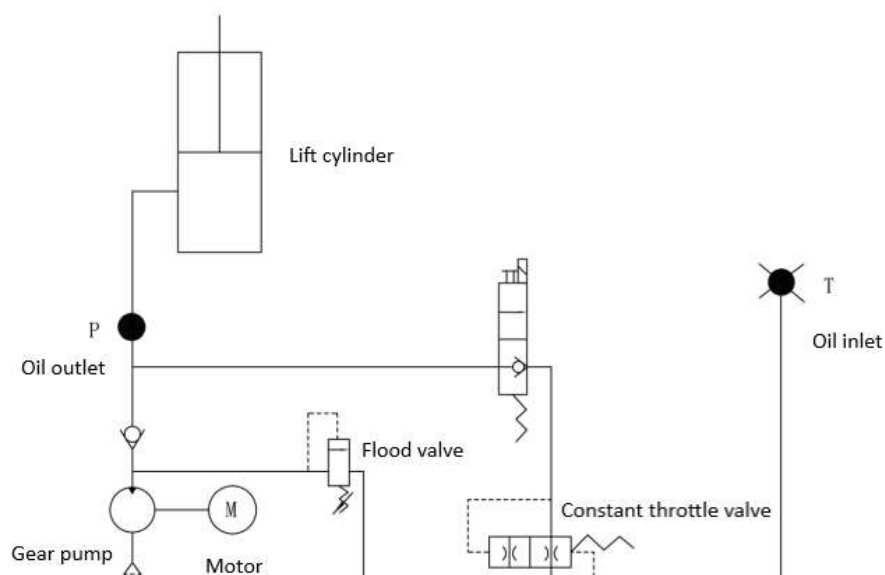 Lift cylinder
P
T
Oil inlet
Oil outlet
Flood valve
M
Constant throttle valve
Gear pump
Motor